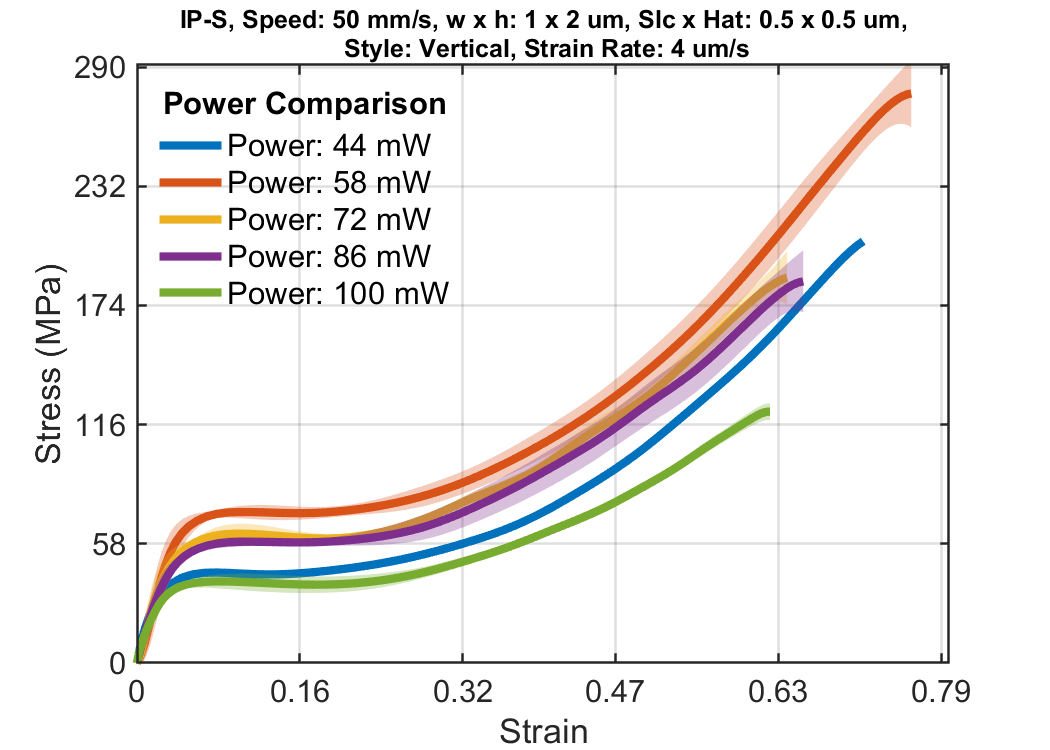 IP-S, Speed: 50 mm/s, w x h: 1 x 2 um, Slc x Hat: 0.5 x 0.5 um,
Style: Vertical, Strain Rate: 4 um/s
290
232
174
116
58
0
Stress (MPa)
Power Comparison
Power: 44 mW
Power: 58 mW
Power: 72 mW
Power: 86 mW
Power: 100 mW
0 0.16 0.32 0.47 0.63 0.79
Strain